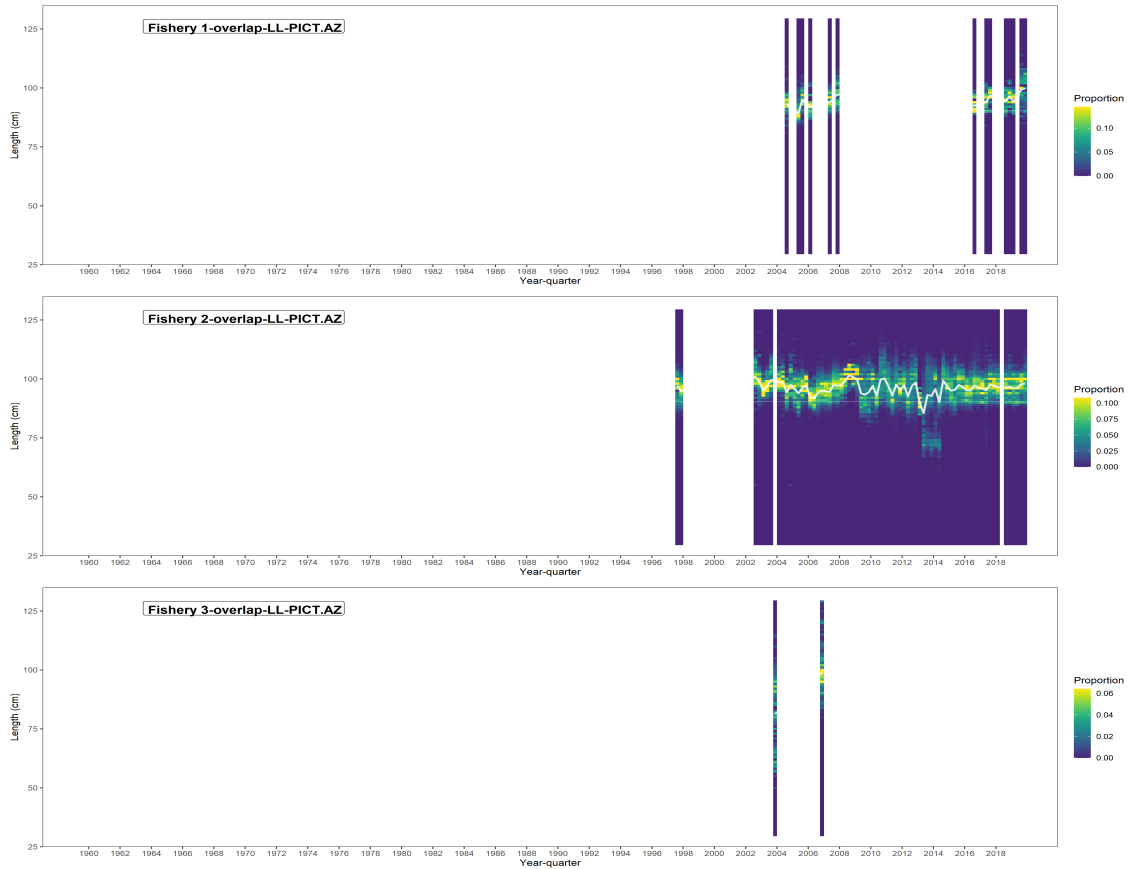 Fishery 1-overlap-LL-PICT.AZ
125
100
75
50
25
Length (cm)
1960 1962 1964 1966 1968 1970 1972 1974 1976 1978 1980 1982 1984 1986 1988 1990 1992 1994 1996 1998 2000 2002 2004 2006 2008 2010 2012 2014 2016 2018
Year-quarter
Proportion
0.10
0.05
0.00
Fishery 2-overlap-LL-PICT.AZ
125
100
75
50
25
Length (cm)
1960 1962 1964 1966 1968 1970 1972 1974 1976 1978 1980 1982 1984 1986 1988 1990 1992 1994 1996 1998 2000 2002 2004 2006 2008 2010 2012 2014 2016 2018
Year-quarter
Proportion
0.100
0.075
0.050
0.025
0.000
Fishery 3-overlap-LL-PICT.AZ
125
100
75
50
25
Length (cm)
1960 1962 1964 1966 1968 1970 1972 1974 1976 1978 1980 1982 1984 1986 1988 1990 1992 1994 1996 1998 2000 2002 2004 2006 2008 2010 2012 2014 2016 2018
Year-quarter
Proportion
0.06
0.04
0.02
0.00